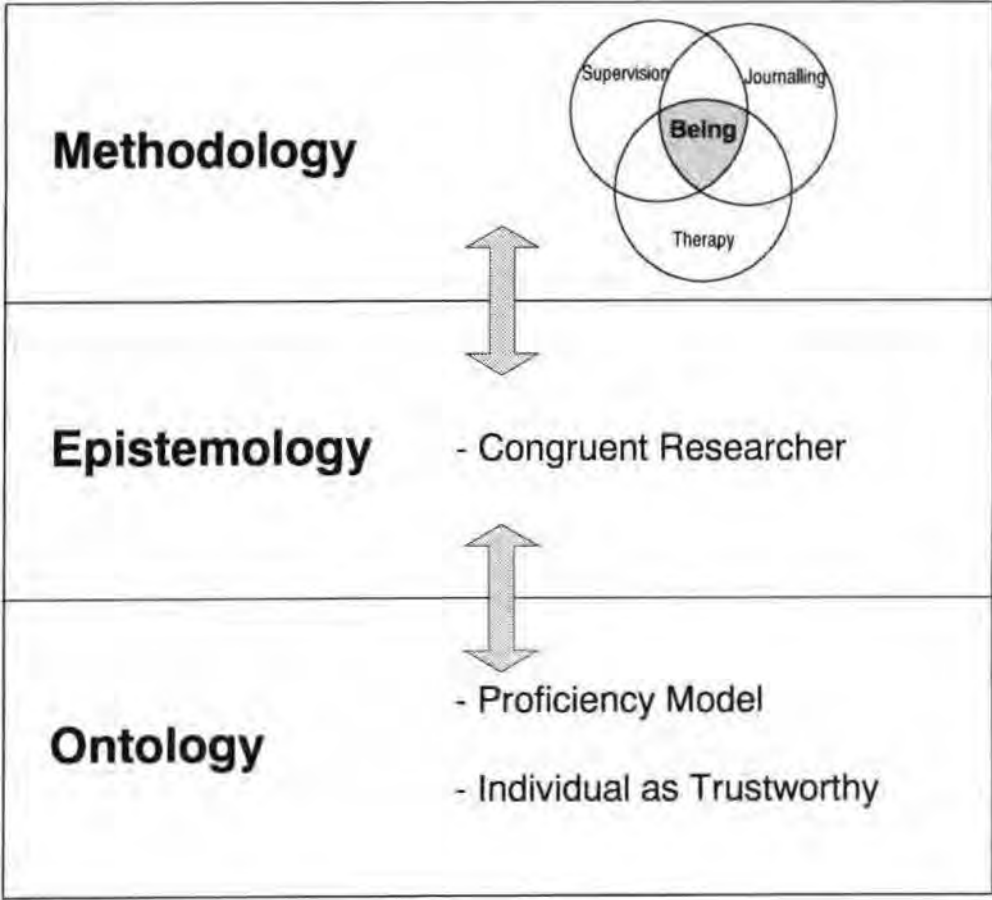 Supervision
Journalling
Being
Therapy
Methodology
Epistemology
- Congruent Researcher
- Proficiency Model
Ontology
- Individual as Trustworthy